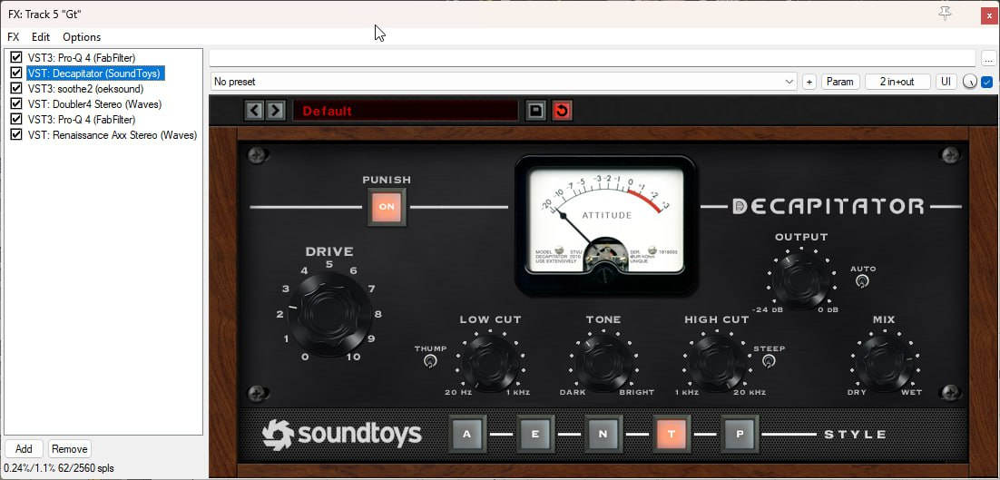 FX: Track 5 "Gt"
x
FX Edit Options
VST3: Pro-Q 4 (FabFilter)
VST: Decapitator (SoundToys)
VST3: soothe2 (oeksound)
VST: Doubler4 Stereo (Waves)
VST3: Pro-Q 4 (FabFilter)
VST: Renaissance Axx Stereo (Waves)
Add Remove
0.24%/1.1% 62/2560 spls
...
No preset + Param 2 in+out UI
Default
PUNISH
ON
-20 -10 -7 -5 -3 -2 -1 0 +1 +2 +3
ATTITUDE
MODEL STVU
DECAPITATOR 2010
USE EXTENSIVELY
SER. 1618033
UNIQUE
DECAPITATOR
OUTPUT
AUTO
-24 DB 0 DB
DRIVE
0 1 2 3 4 5 6 7 8 9 10
THUMP
LOW CUT
20 HZ 1 KHZ
TONE
DARK BRIGHT
HIGH CUT
STEEP
1 KHZ 20 KHZ
MIX
DRY WET
soundtoys
A E N T P STYLE